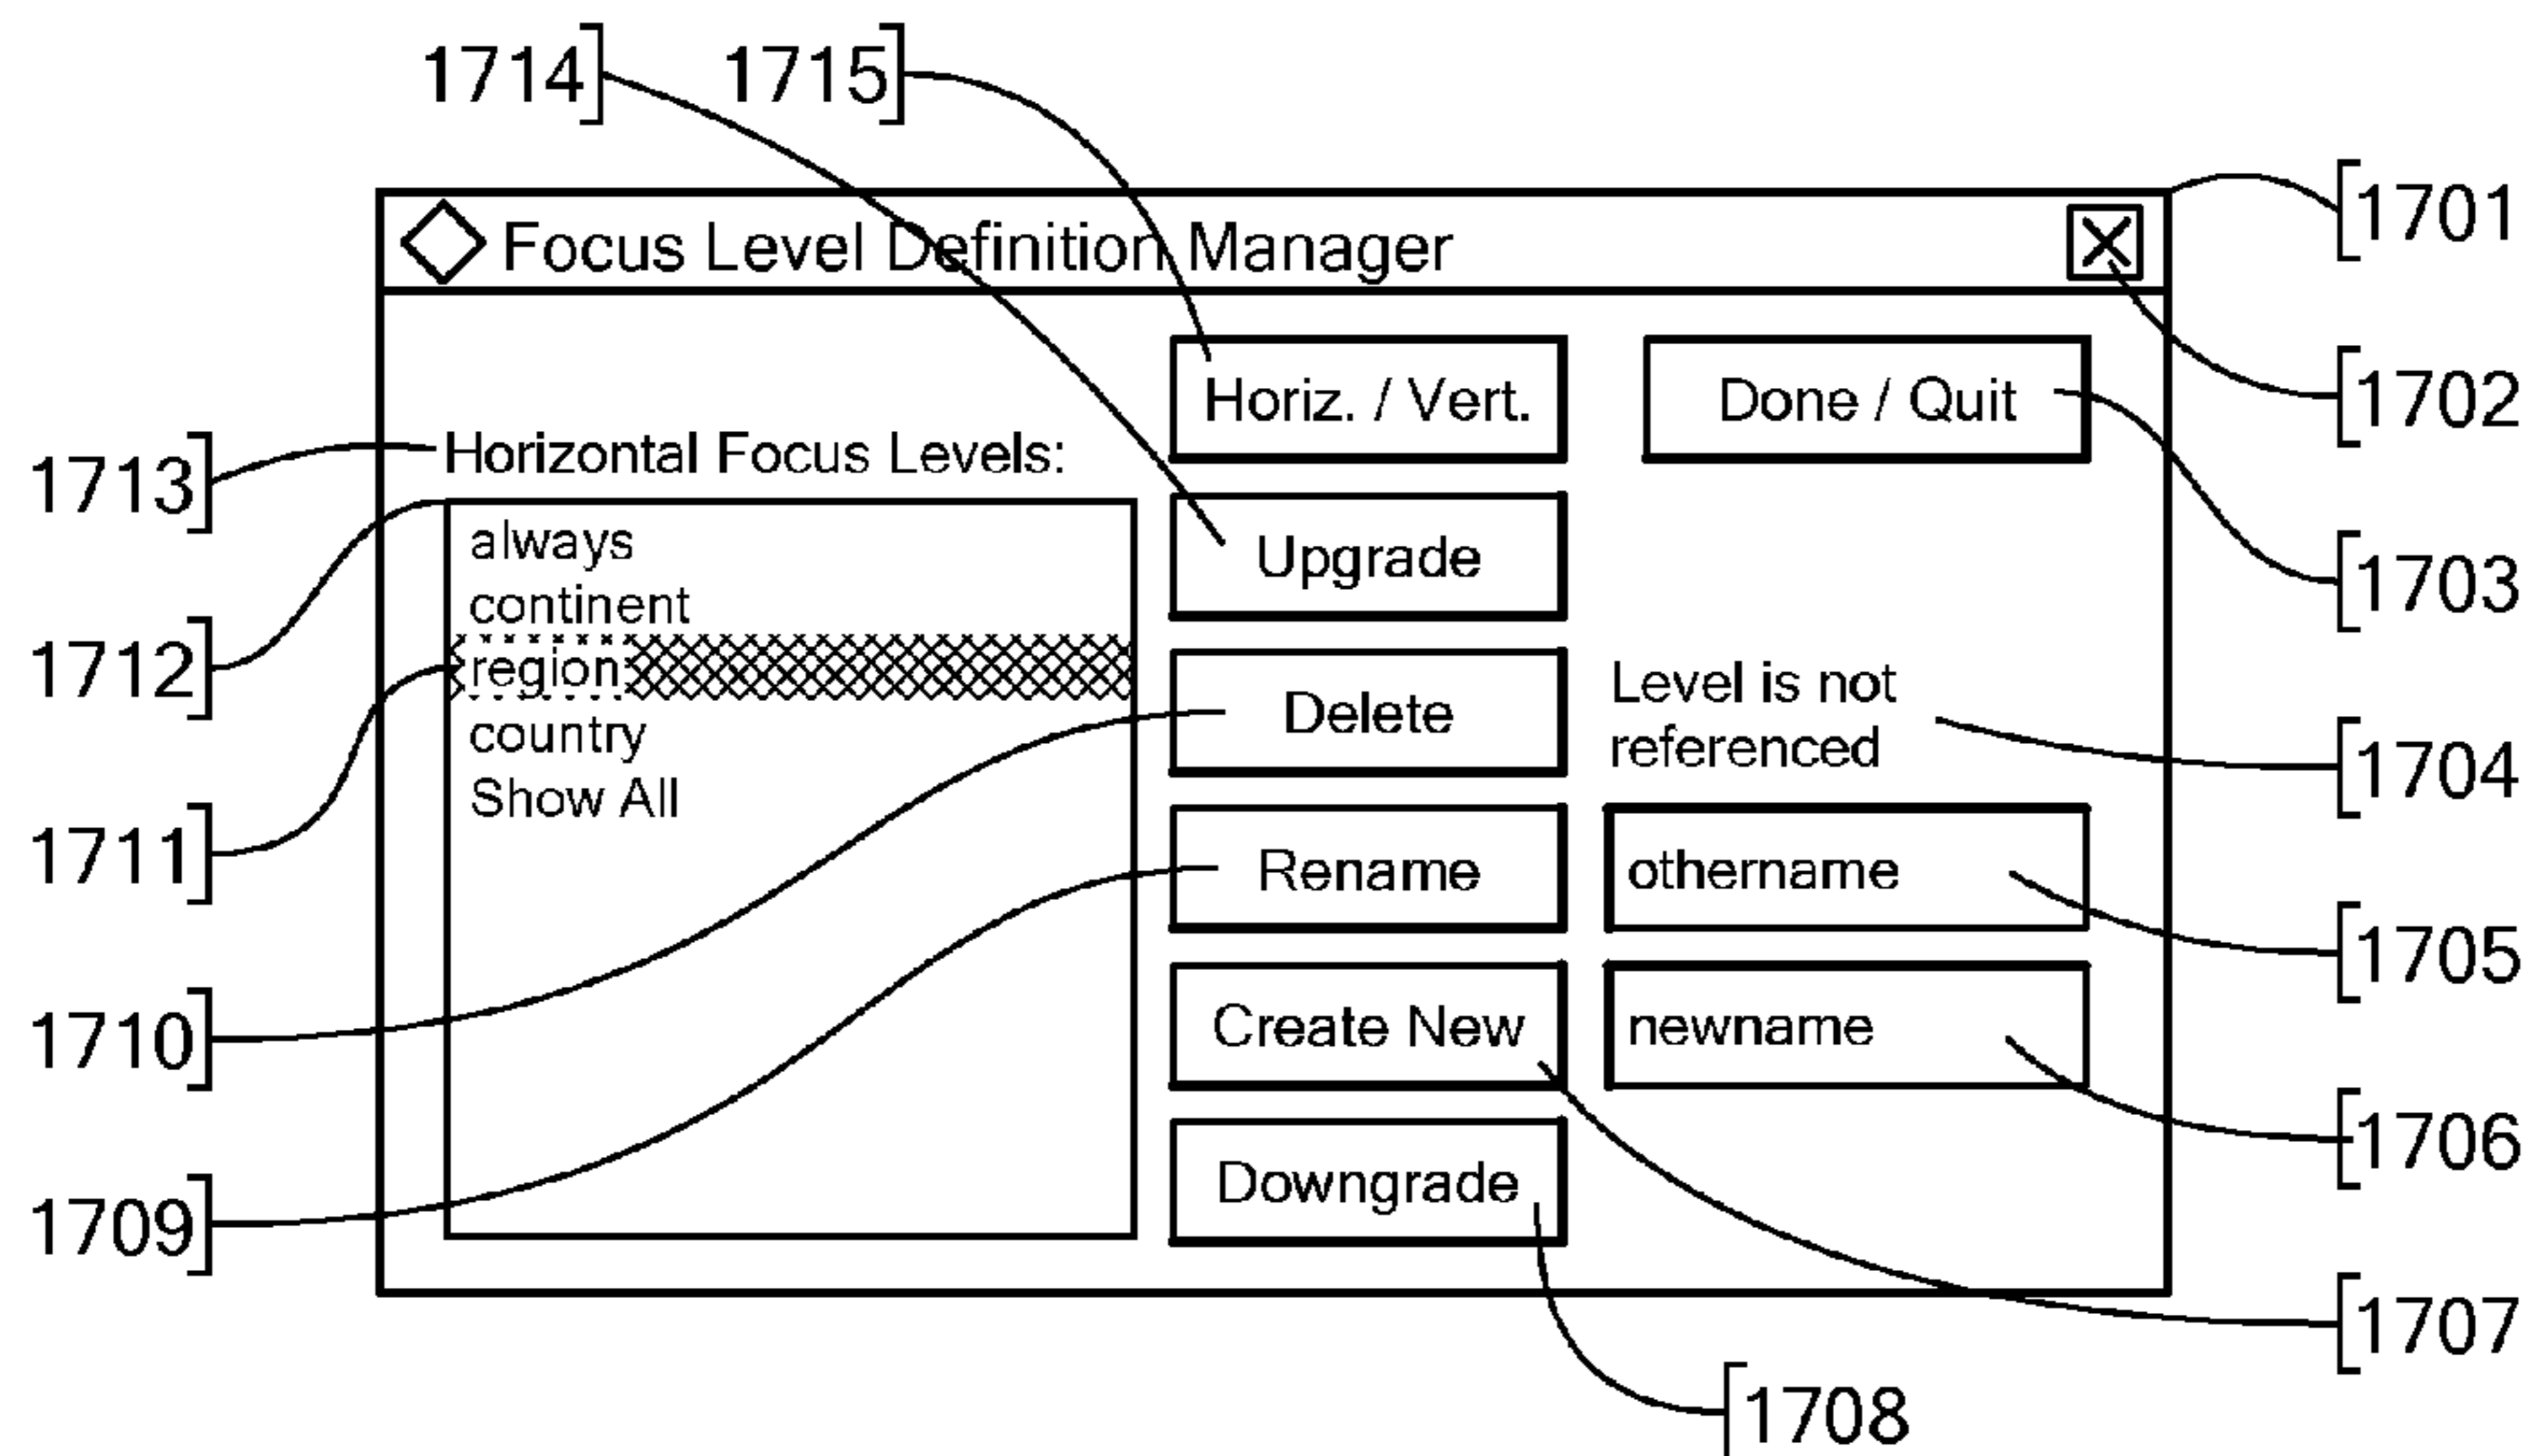 1714 1715
1701
Focus Level Definition Manager
1702
Horiz. / Vert. Done / Quit
1713 Horizontal Focus Levels:
1703
always
Upgrade
continent
1712
region
Level is not
Delete
1704
country
referenced
Show All
1711
Rename
othername
1705
1710
Create New
newname
1706
1709
Downgrade
1707
1708